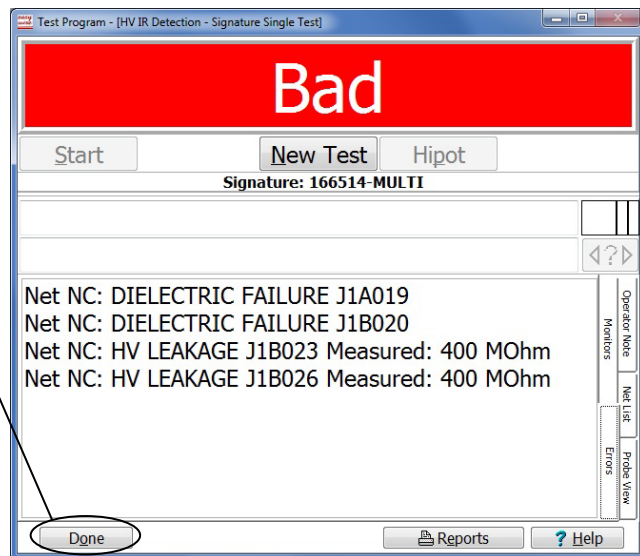 Test Program - [HV IR Detection - Signature Single Test]
Bad
Start
New Test
Hipot
Signature: 166514-MULTI
?
Net NC: DIELECTRIC FAILURE J1A019
Net NC: DIELECTRIC FAILURE J1B020
Net NC: HV LEAKAGE J1B023 Measured: 400 MOhm
Net NC: HV LEAKAGE J1B026 Measured: 400 MOhm
Operator Note
Monitors
Net List
Errors
Probe View
Done
Reports
? Help